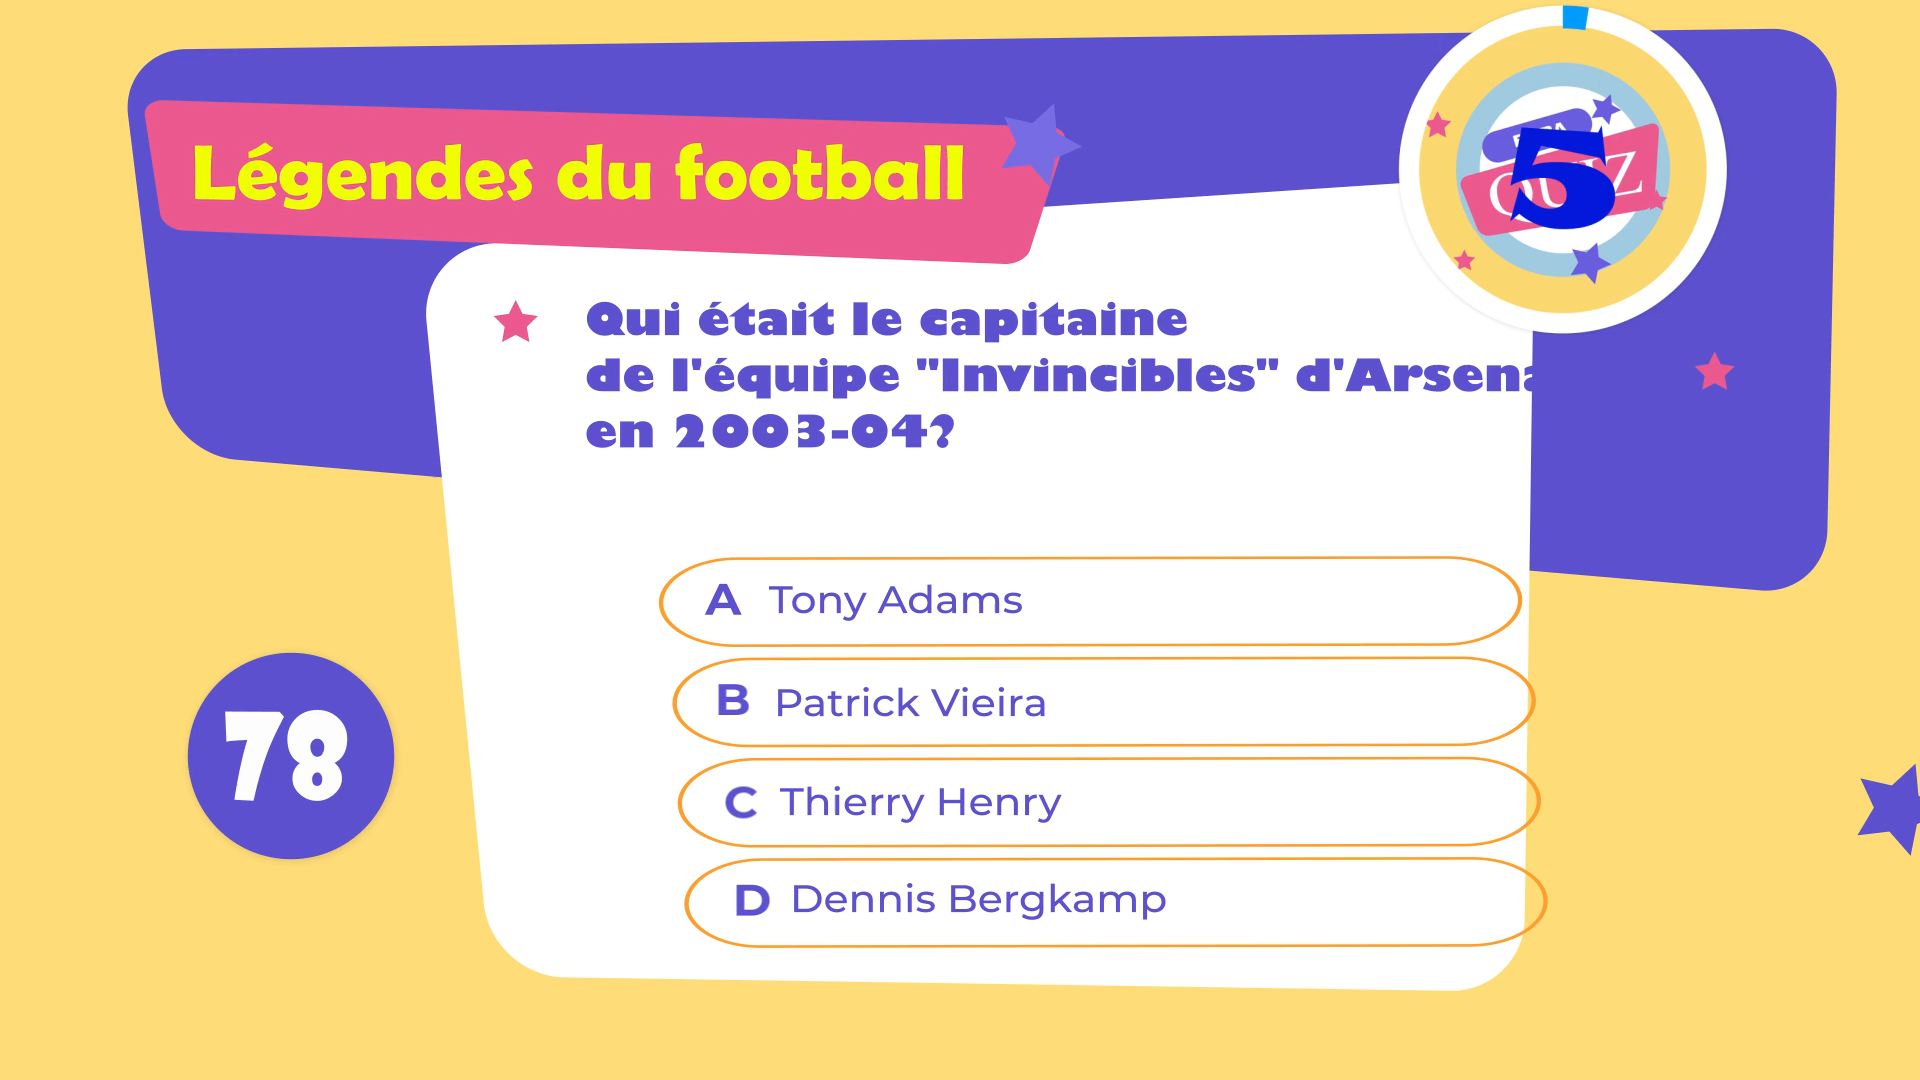 Légendes du football
5
Qui était le capitaine
de l'équipe "Invincibles" d'Arsena
en 2003-04?
A Tony Adams
B Patrick Vieira
C Thierry Henry
D Dennis Bergkamp
78